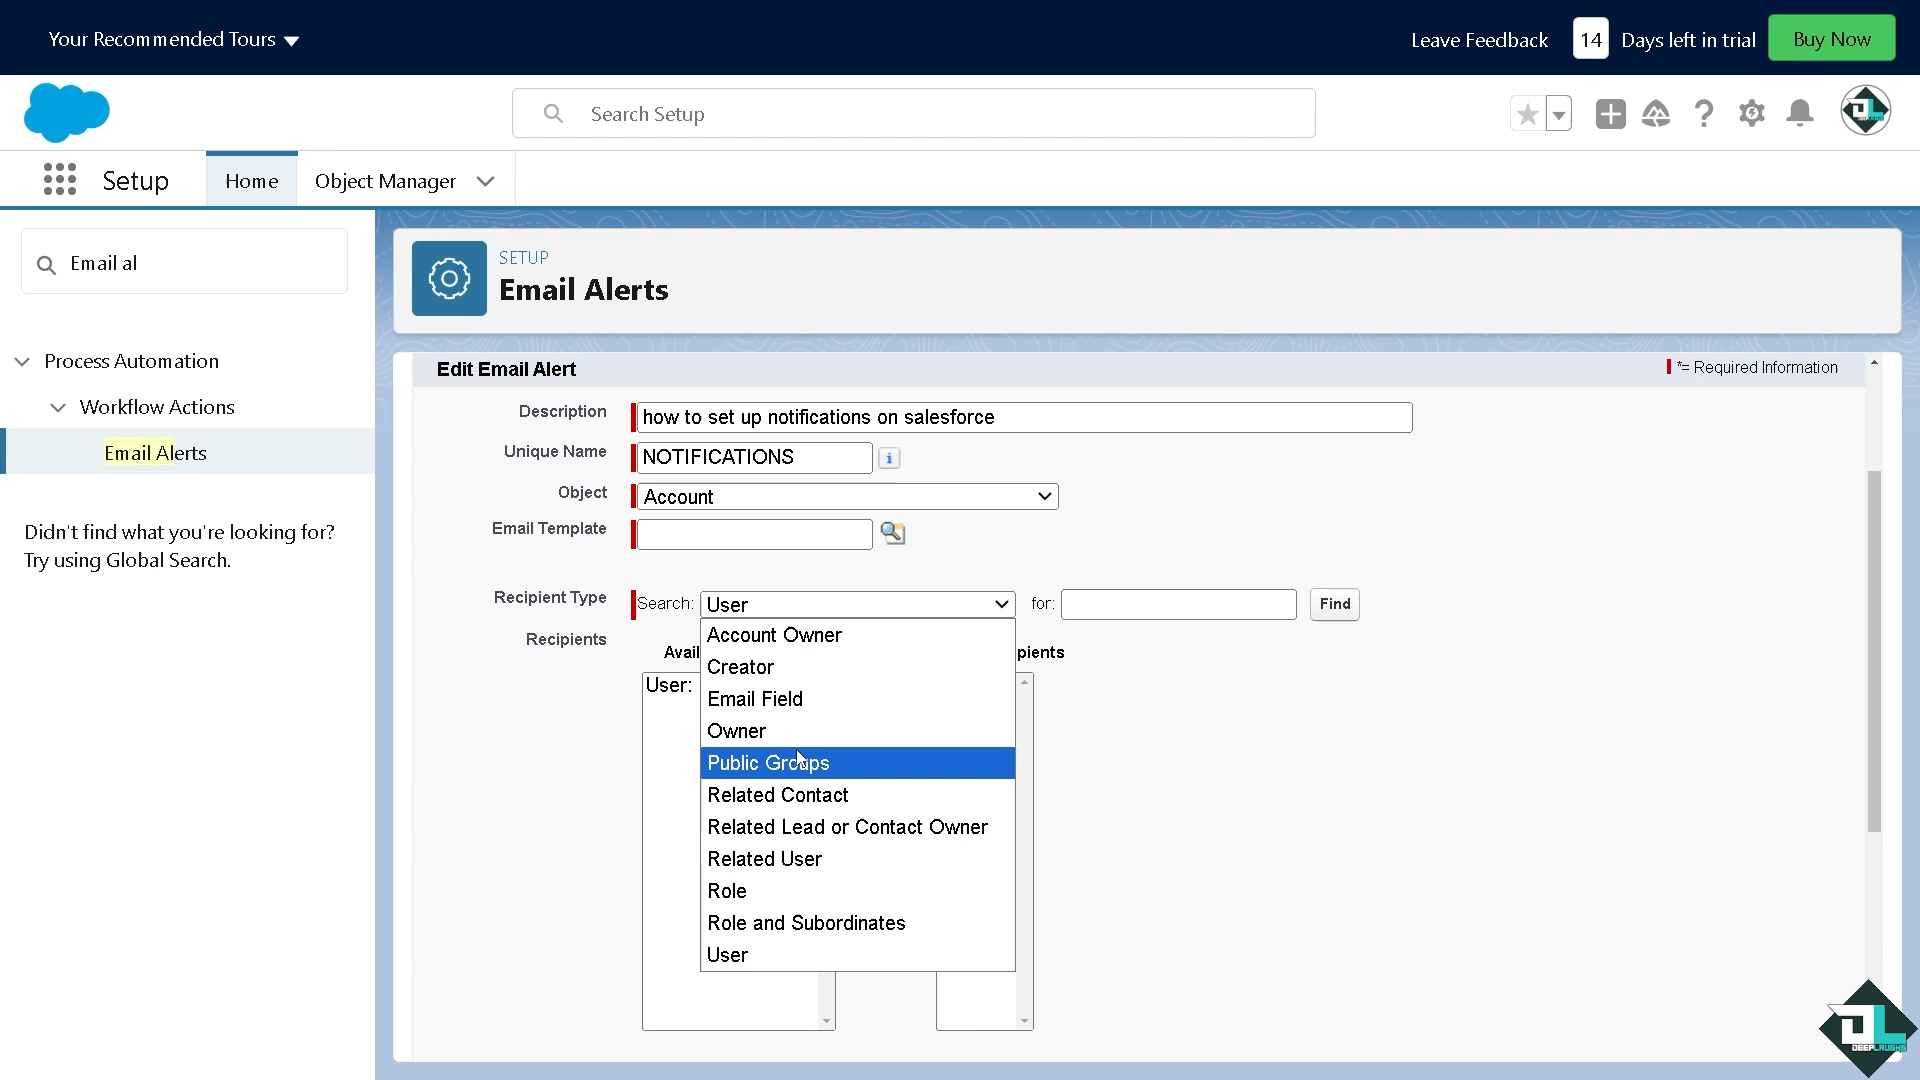 Your Recommended Tours
Leave Feedback
14
Days left in trial
Buy Now
Search Setup
Setup
Home
Object Manager
Email al
Process Automation
Workflow Actions
Email Alerts
Didn't find what you're looking for?
Try using Global Search.
SETUP
Email Alerts
Edit Email Alert
*= Required Information
Description
how to set up notifications on salesforce
Unique Name
NOTIFICATIONS
Object
Account
Email Template
Recipient Type
Search:
User
for:
Find
Recipients
Avail
pients
User:
Account Owner
Creator
Email Field
Owner
Public Groups
Related Contact
Related Lead or Contact Owner
Related User
Role
Role and Subordinates
User
JL
DEEPLAUGHS